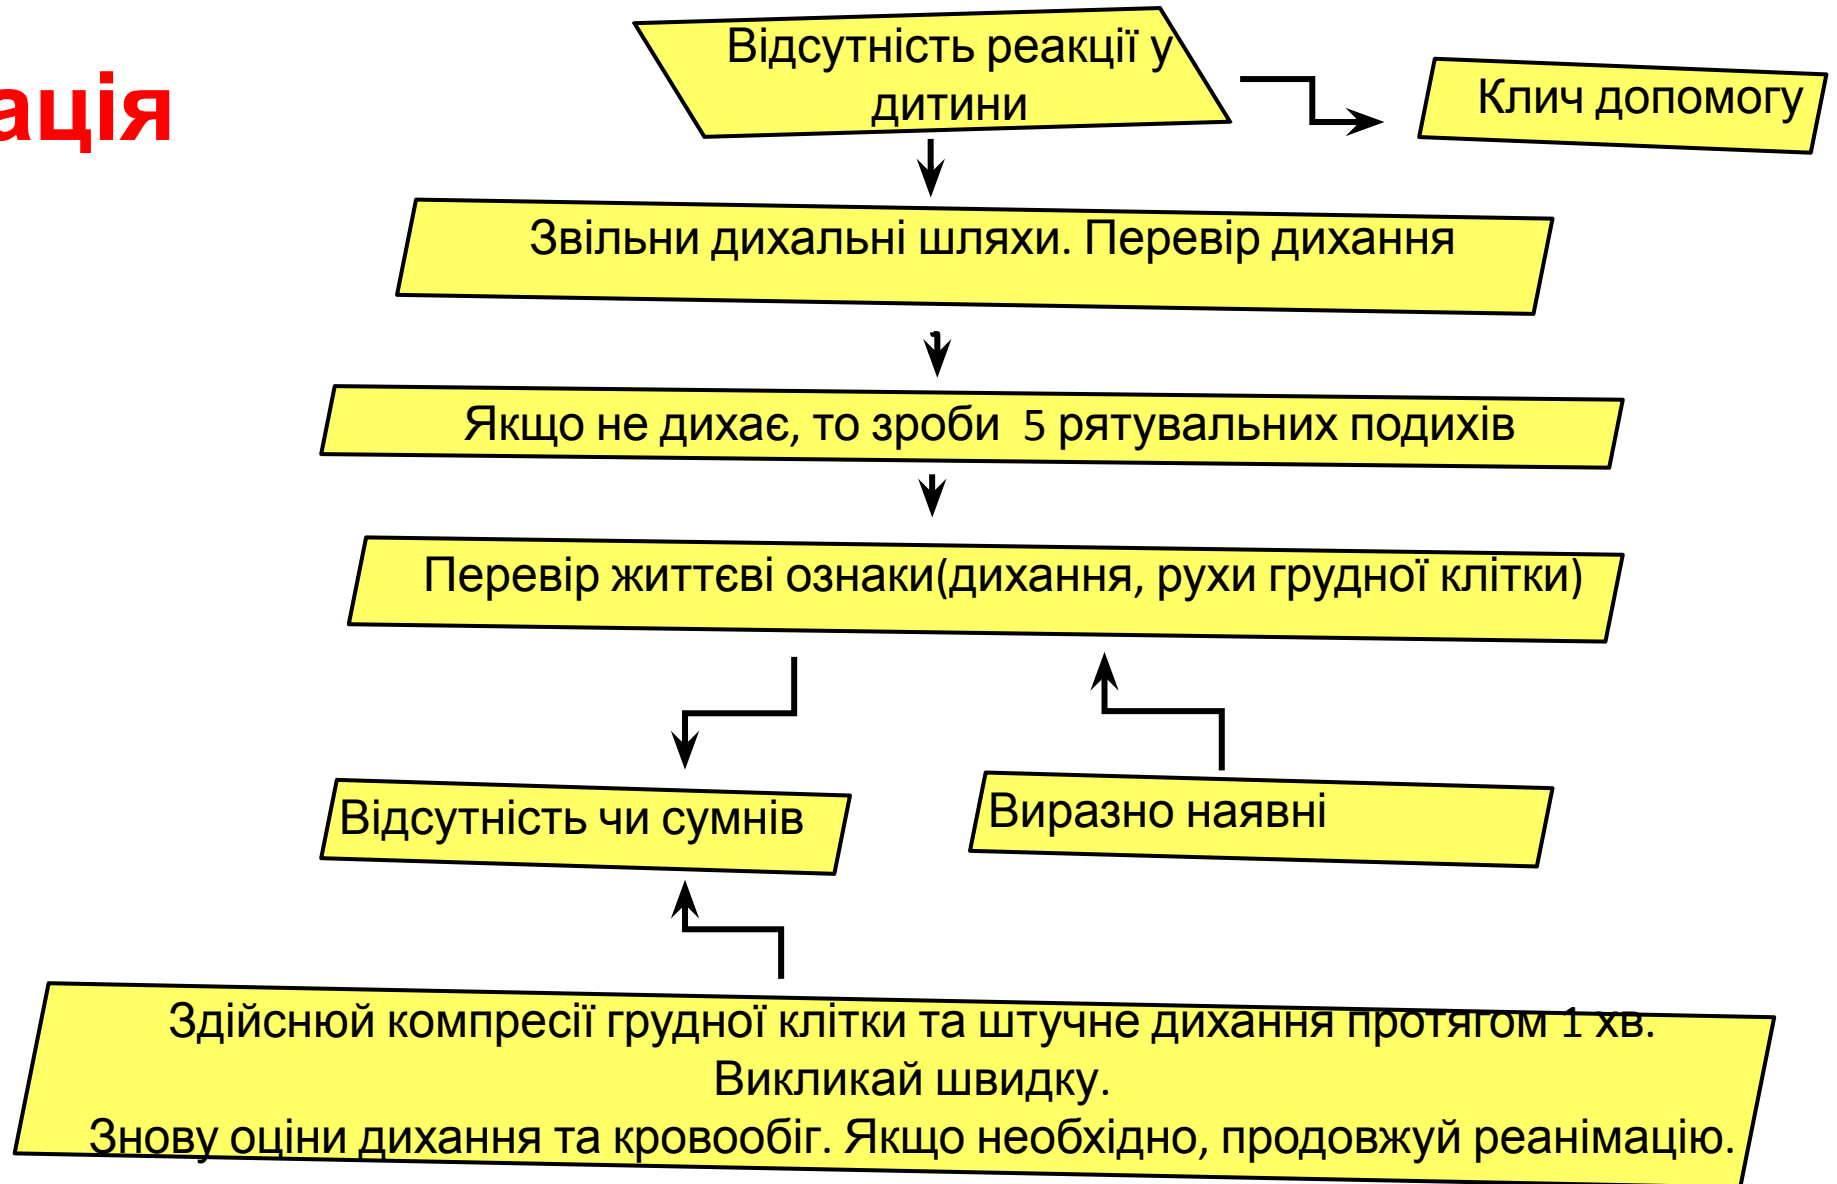 ація
Відсутність реакції у
дитини
Клич допомогу
Звільни дихальні шляхи. Перевір дихання
Якщо не дихає, то зроби 5 рятувальних подихів
Перевір життєві ознаки(дихання, рухи грудної клітки)
Відсутність чи сумнів
Виразно наявні
Здійснюй компресії грудної клітки та штучне дихання протягом 1 хв.
Викликай швидку.
Знову оціни дихання та кровообіг. Якщо необхідно, продовжуй реанімацію.